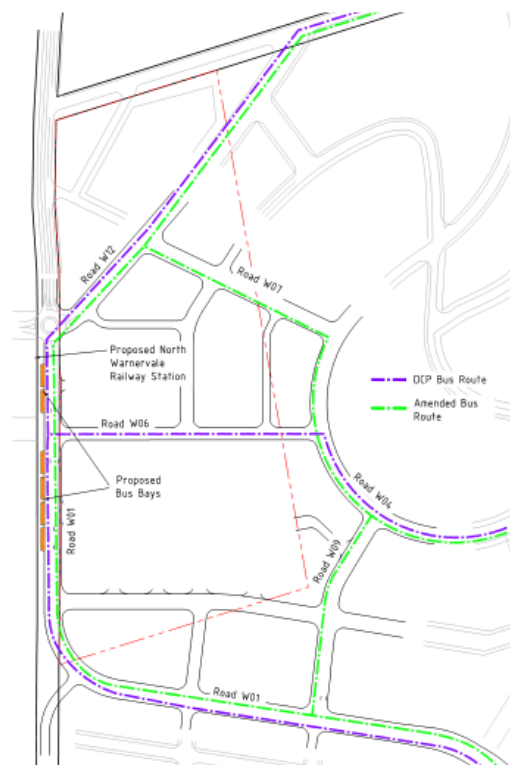 Road W12
Road W07
Proposed North
Warnervale
Railway Station
DCP Bus Route
Amended Bus
Route
Road W06
Proposed
Bus Bays
Road W04
Road W01
Road W09
Road W01